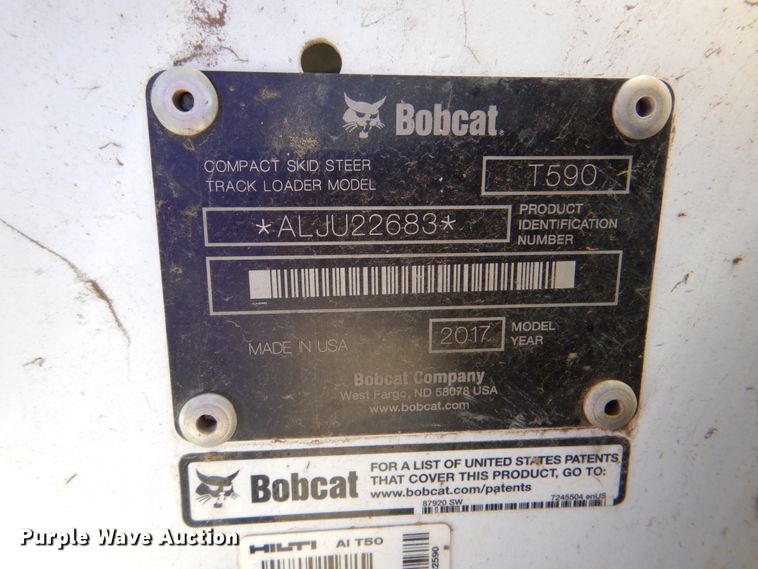 Bobcat
COMPACT SKID STEER
TRACK LOADER MODEL
T590
*ALJU22683*
PRODUCT
IDENTIFICATION
NUMBER
MADE IN USA
2017
MODEL
YEAR
Bobcat Company
West Fargo, ND 58078 USA
www.bobcat.com
Bobcat
FOR A LIST OF UNITED STATES PATENTS
THAT COVER THIS PRODUCT, GO TO:
www.bobcat.com/patents
87920 SW
7245504 enUS
Purple Wave Auction
HILTI
AI T50